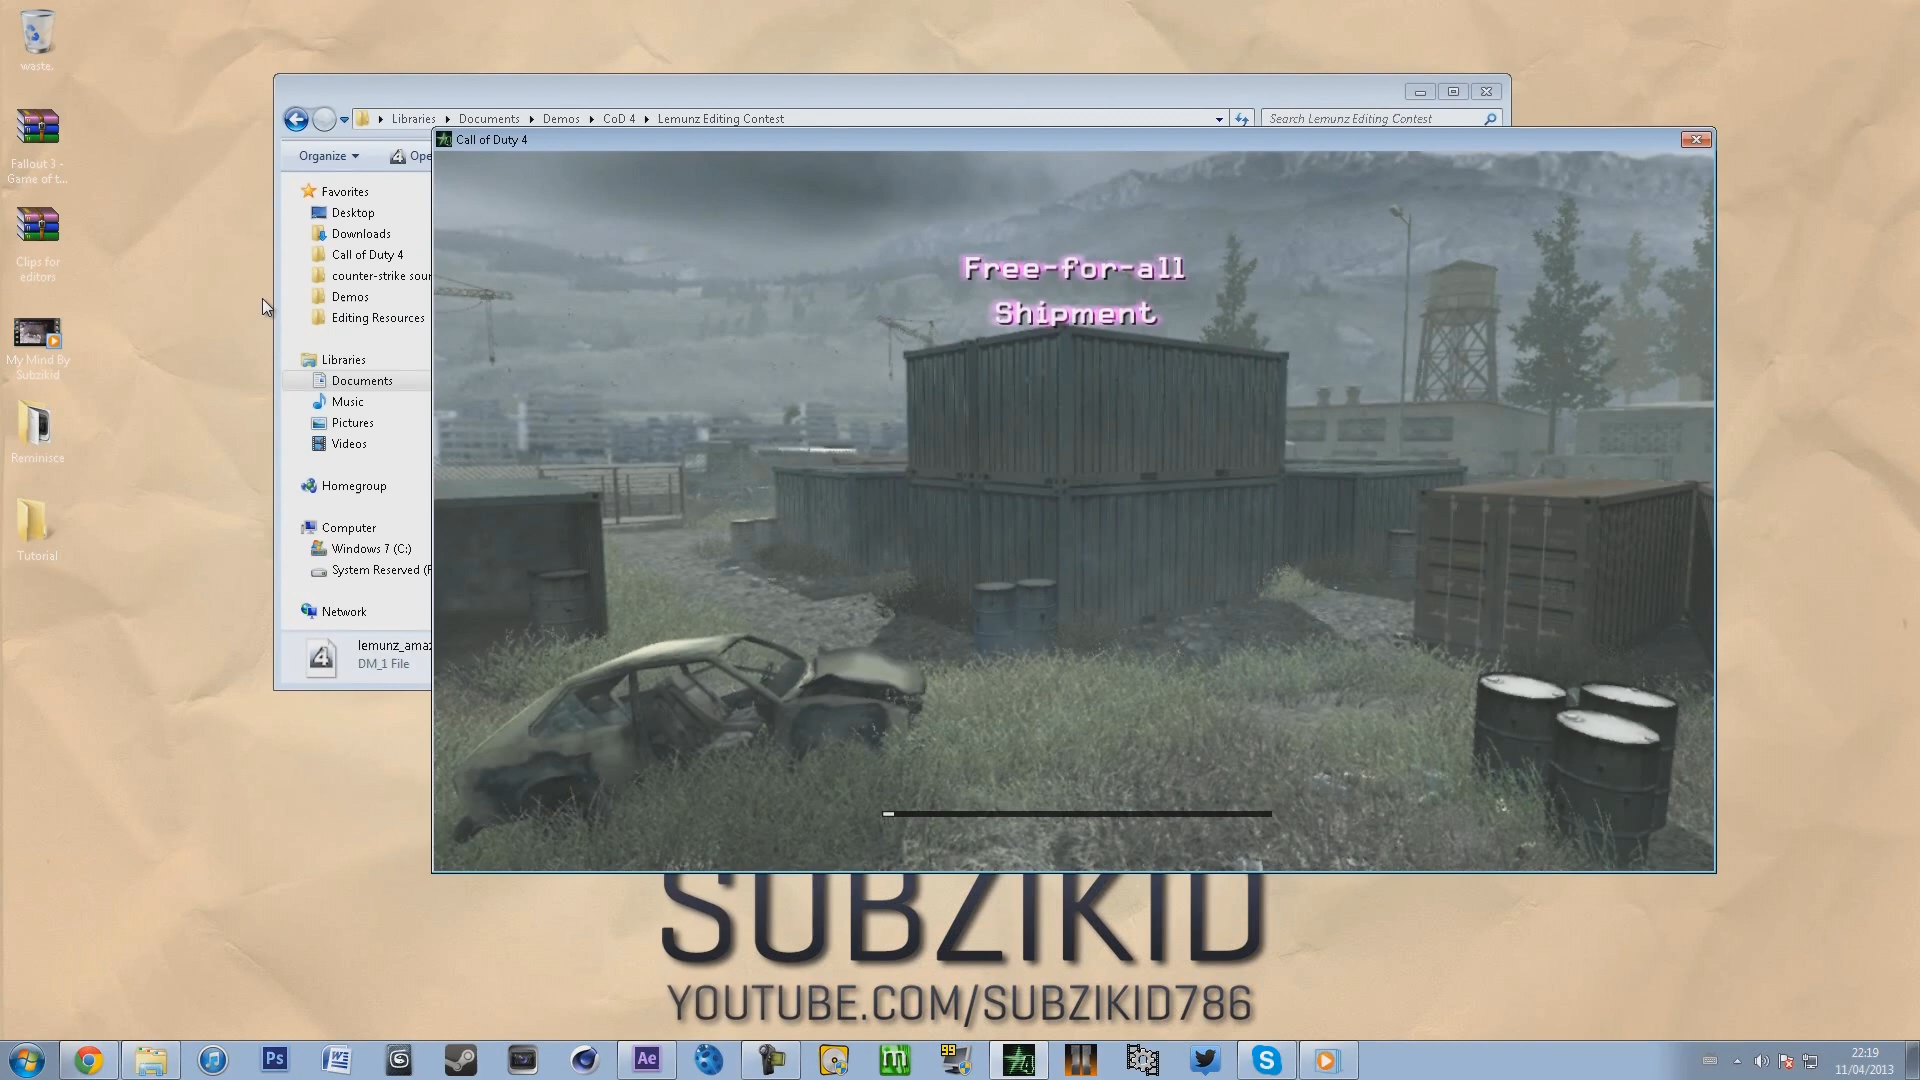 waste.
Fallout 3 -
Game of t...
Clips for
editors
My Mind By
Subzikid
Reminisce
Tutorial
Libraries
Documents
Demos
CoD 4
Lemunz Editing Contest
Search Lemunz Editing Contest
Organize
Ope
Favorites
Desktop
Downloads
Call of Duty 4
counter-strike sour
Demos
Editing Resources
Libraries
Documents
Music
Pictures
Videos
Homegroup
Computer
Windows 7 (C:)
System Reserved (F
Network
lemunz_amaz
DM_1 File
Call of Duty 4
Free-for-all
Shipment
SUBZIKID
YOUTUBE.COM/SUBZIKID786
Ps
W
Ae
m
99
4
S
22:19
11/04/2013